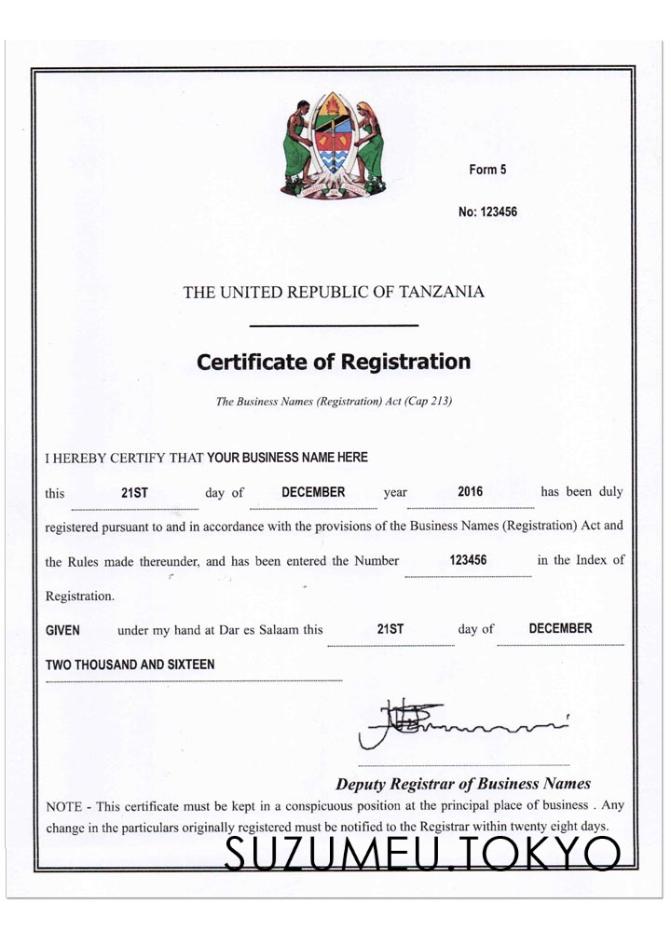 Form 5
No: 123456
THE UNITED REPUBLIC OF TANZANIA
Certificate of Registration
The Business Names (Registration) Act (Cap 213)
I HEREBY CERTIFY THAT YOUR BUSINESS NAME HERE
this 21ST day of DECEMBER year 2016 has been duly
registered pursuant to and in accordance with the provisions of the Business Names (Registration) Act and
the Rules made thereunder, and has been entered the Number 123456 in the Index of
Registration.
GIVEN under my hand at Dar es Salaam this 21ST day of DECEMBER
TWO THOUSAND AND SIXTEEN
Deputy Registrar of Business Names
NOTE - This certificate must be kept in a conspicuous position at the principal place of business . Any
change in the particulars originally registered must be notified to the Registrar within twenty eight days.
SUZUMEU.TOKYO